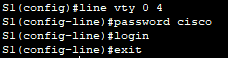 S1(config)#line vty 0 4
S1(config-line)#password cisco
S1(config-line)#login
S1(config-line)#exit